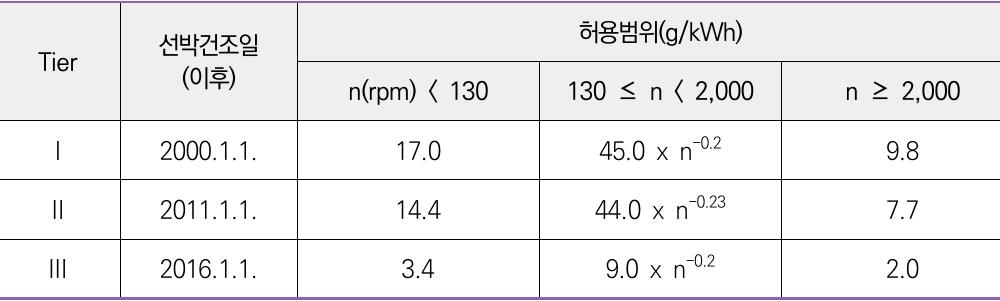 Tier 선박건조일 (이후) 허용범위(g/kWh)
n(rpm) < 130 130 ≤ n < 2,000 n ≥ 2,000
I 2000.1.1. 17.0 45.0 x n⁻⁰·² 9.8
II 2011.1.1. 14.4 44.0 x n⁻⁰·²³ 7.7
III 2016.1.1. 3.4 9.0 x n⁻⁰·² 2.0